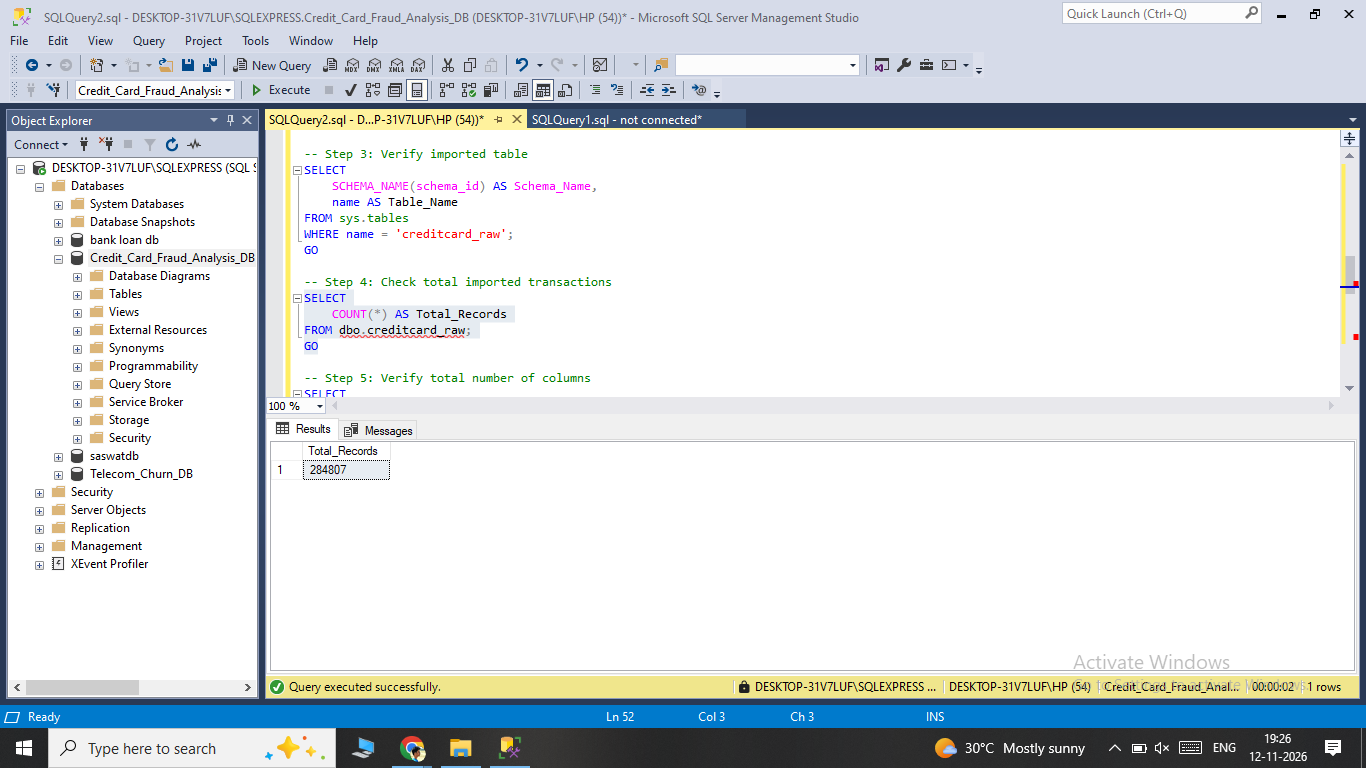 SQLQuery2.sql - DESKTOP-31V7LUF\SQLEXPRESS.Credit_Card_Fraud_Analysis_DB (DESKTOP-31V7LUF\HP (54))* - Microsoft SQL Server Management Studio
Quick Launch (Ctrl+Q)
File Edit View Query Project Tools Window Help
New Query MDX DMX XMLA DAX
Credit_Card_Fraud_Analysis Execute
Object Explorer
Connect
DESKTOP-31V7LUF\SQLEXPRESS (SQL S
Databases
System Databases
Database Snapshots
bank loan db
Credit_Card_Fraud_Analysis_DB
Database Diagrams
Tables
Views
External Resources
Synonyms
Programmability
Query Store
Service Broker
Storage
Security
saswatdb
Telecom_Churn_DB
Security
Server Objects
Replication
Management
XEvent Profiler
SQLQuery2.sql - D...P-31V7LUF\HP (54))* SQLQuery1.sql - not connected*
-- Step 3: Verify imported table
SELECT
SCHEMA_NAME(schema_id) AS Schema_Name,
name AS Table_Name
FROM sys.tables
WHERE name = 'creditcard_raw';
GO
-- Step 4: Check total imported transactions
SELECT
COUNT(*) AS Total_Records
FROM dbo.creditcard_raw;
GO
-- Step 5: Verify total number of columns
SELECT
100 %
Results Messages
Total_Records
1 284807
Activate Windows
Query executed successfully. DESKTOP-31V7LUF\SQLEXPRESS ... DESKTOP-31V7LUF\HP (54) Credit_Card_Fraud_Anal... 00:00:02 1 rows
Ready Ln 52 Col 3 Ch 3 INS
Type here to search 30°C Mostly sunny ENG 19:26
12-11-2026